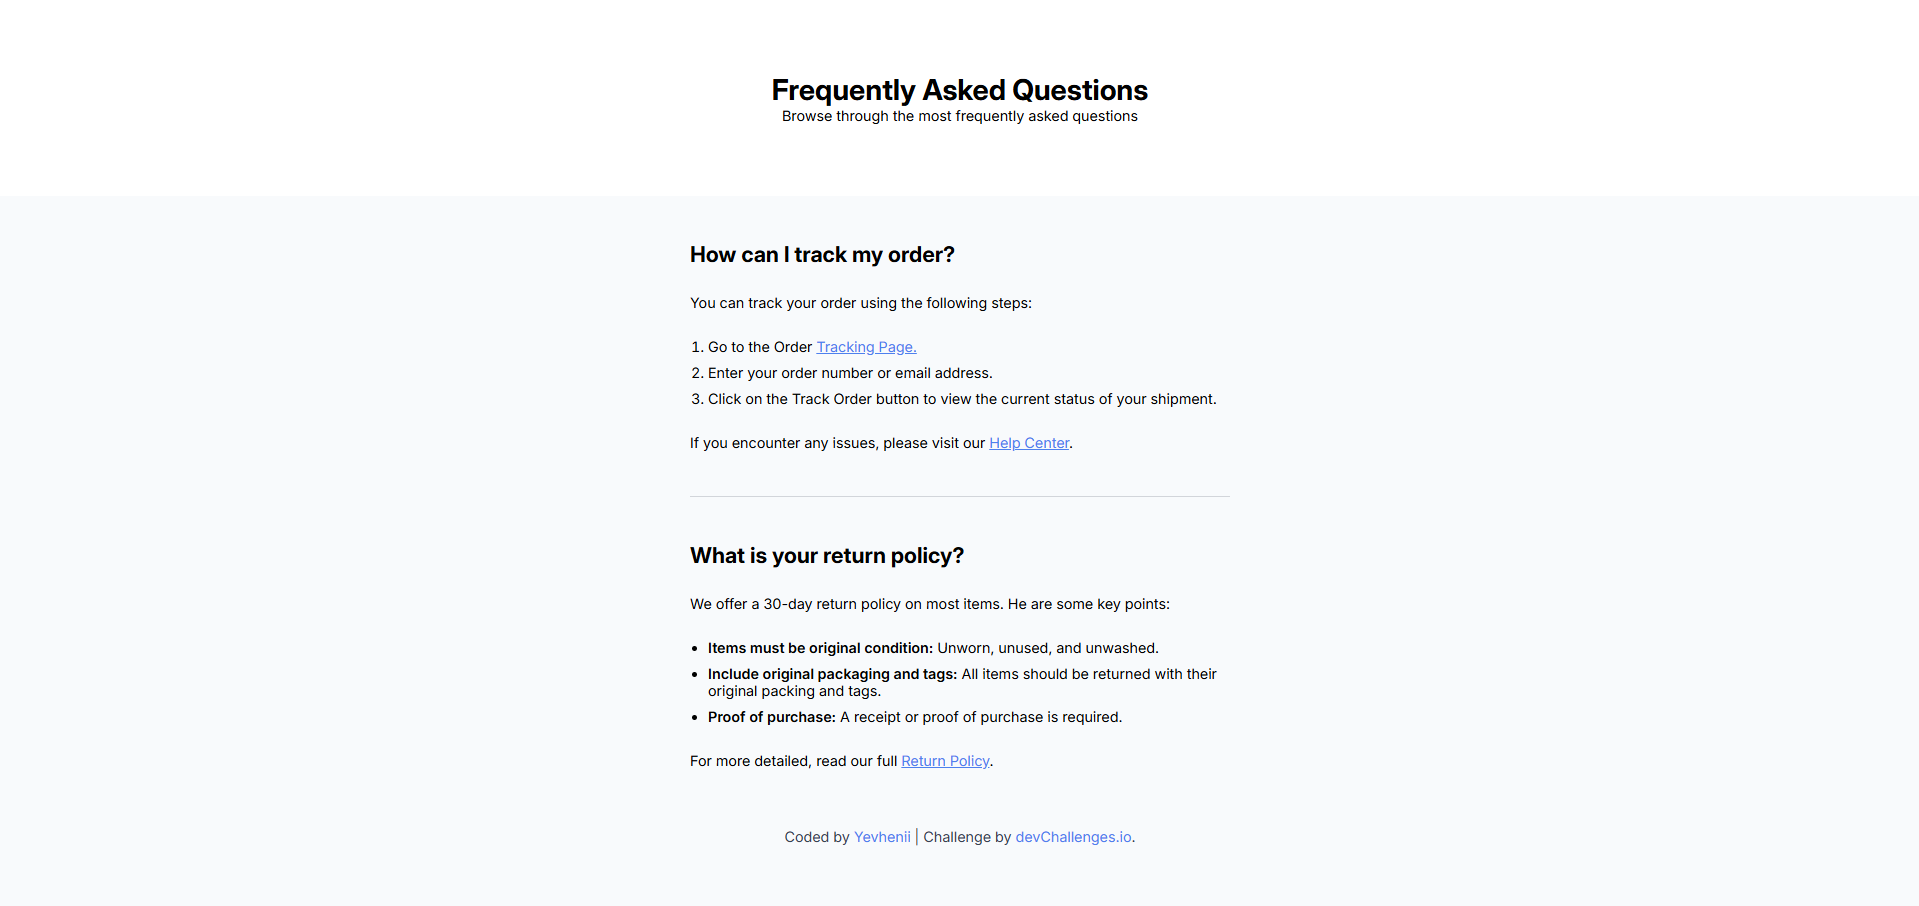 Frequently Asked Questions
Browse through the most frequently asked questions
How can I track my order?
You can track your order using the following steps:
1. Go to the Order Tracking Page.
2. Enter your order number or email address.
3. Click on the Track Order button to view the current status of your shipment.
If you encounter any issues, please visit our Help Center.
What is your return policy?
We offer a 30-day return policy on most items. He are some key points:
• Items must be original condition: Unworn, unused, and unwashed.
• Include original packaging and tags: All items should be returned with their
original packing and tags.
• Proof of purchase: A receipt or proof of purchase is required.
For more detailed, read our full Return Policy.
Coded by Yevhenii | Challenge by devChallenges.io.